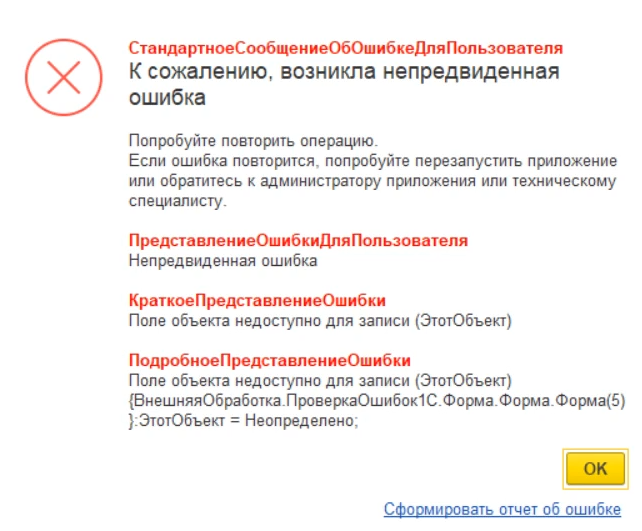 СтандартноеСообщениеОбОшибкеДляПользователя
К сожалению, возникла непредвиденная
ошибка
Попробуйте повторить операцию.
Если ошибка повторится, попробуйте перезапустить приложение
или обратитесь к администратору приложения или техническому
специалисту.
ПредставлениеОшибкиДляПользователя
Непредвиденная ошибка
КраткоеПредставлениеОшибки
Поле объекта недоступно для записи (ЭтотОбъект)
ПодробноеПредставлениеОшибки
Поле объекта недоступно для записи (ЭтотОбъект)
{ВнешняяОбработка.ПроверкаОшибок1С.Форма.Форма.Форма(5)
}:ЭтотОбъект = Неопределено;
ОК
Сформировать отчет об ошибке